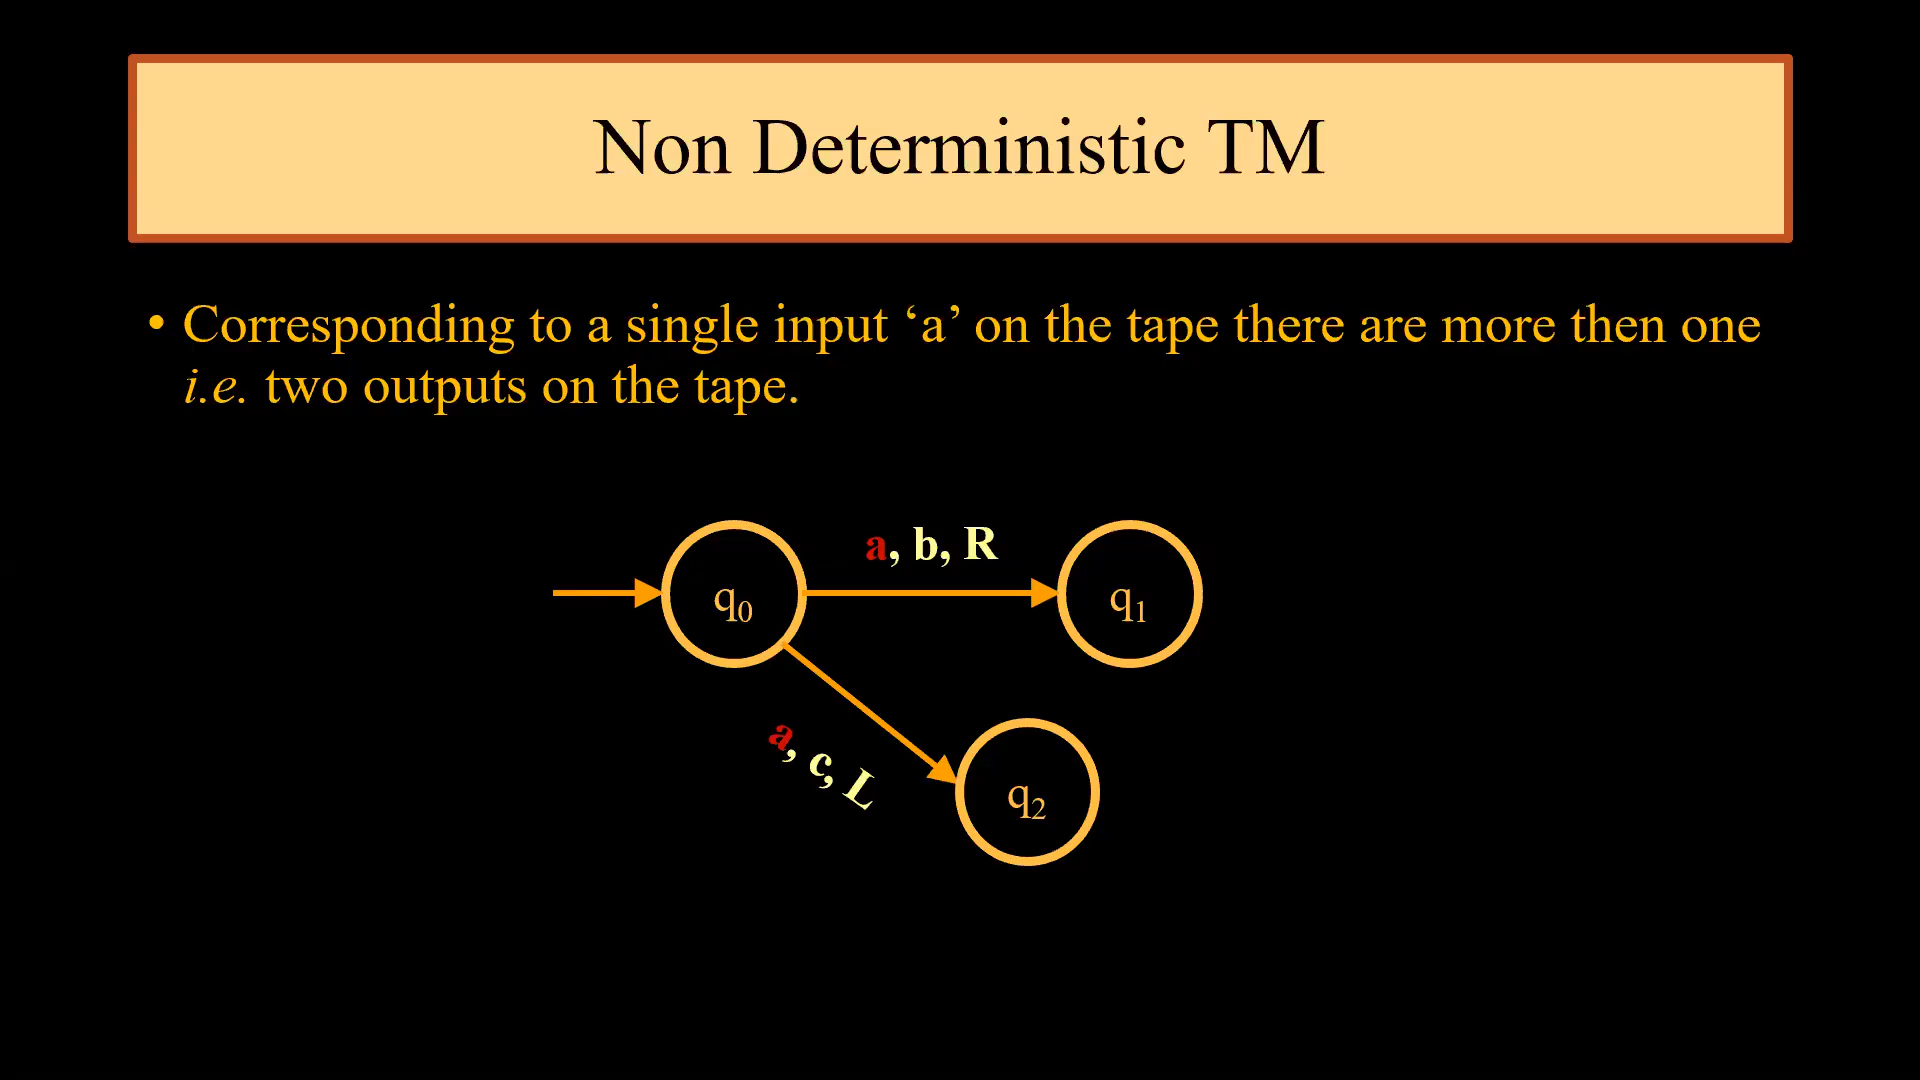 Non Deterministic TM
• Corresponding to a single input ‘a’ on the tape there are more then one
i.e. two outputs on the tape.
a, b, R
q0
q1
a, c, L
q2